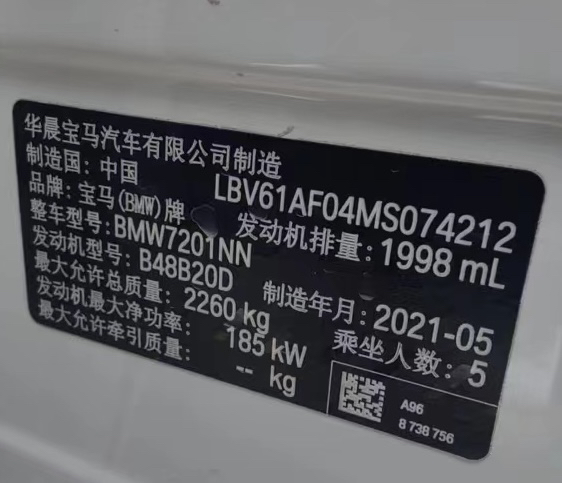 华晨宝马汽车有限公司制造
制造国：中国 LBV61AF04MS074212
品牌：宝马(BMW)牌 发动机排量：1998 mL
整车型号：BMW7201NN
发动机型号：B48B20D 制造年月：2021-05
最大允许总质量：2260 kg 乘坐人数：5
发动机最大净功率：185 kW
最大允许牵引质量：-- kg
A96
8 738 756